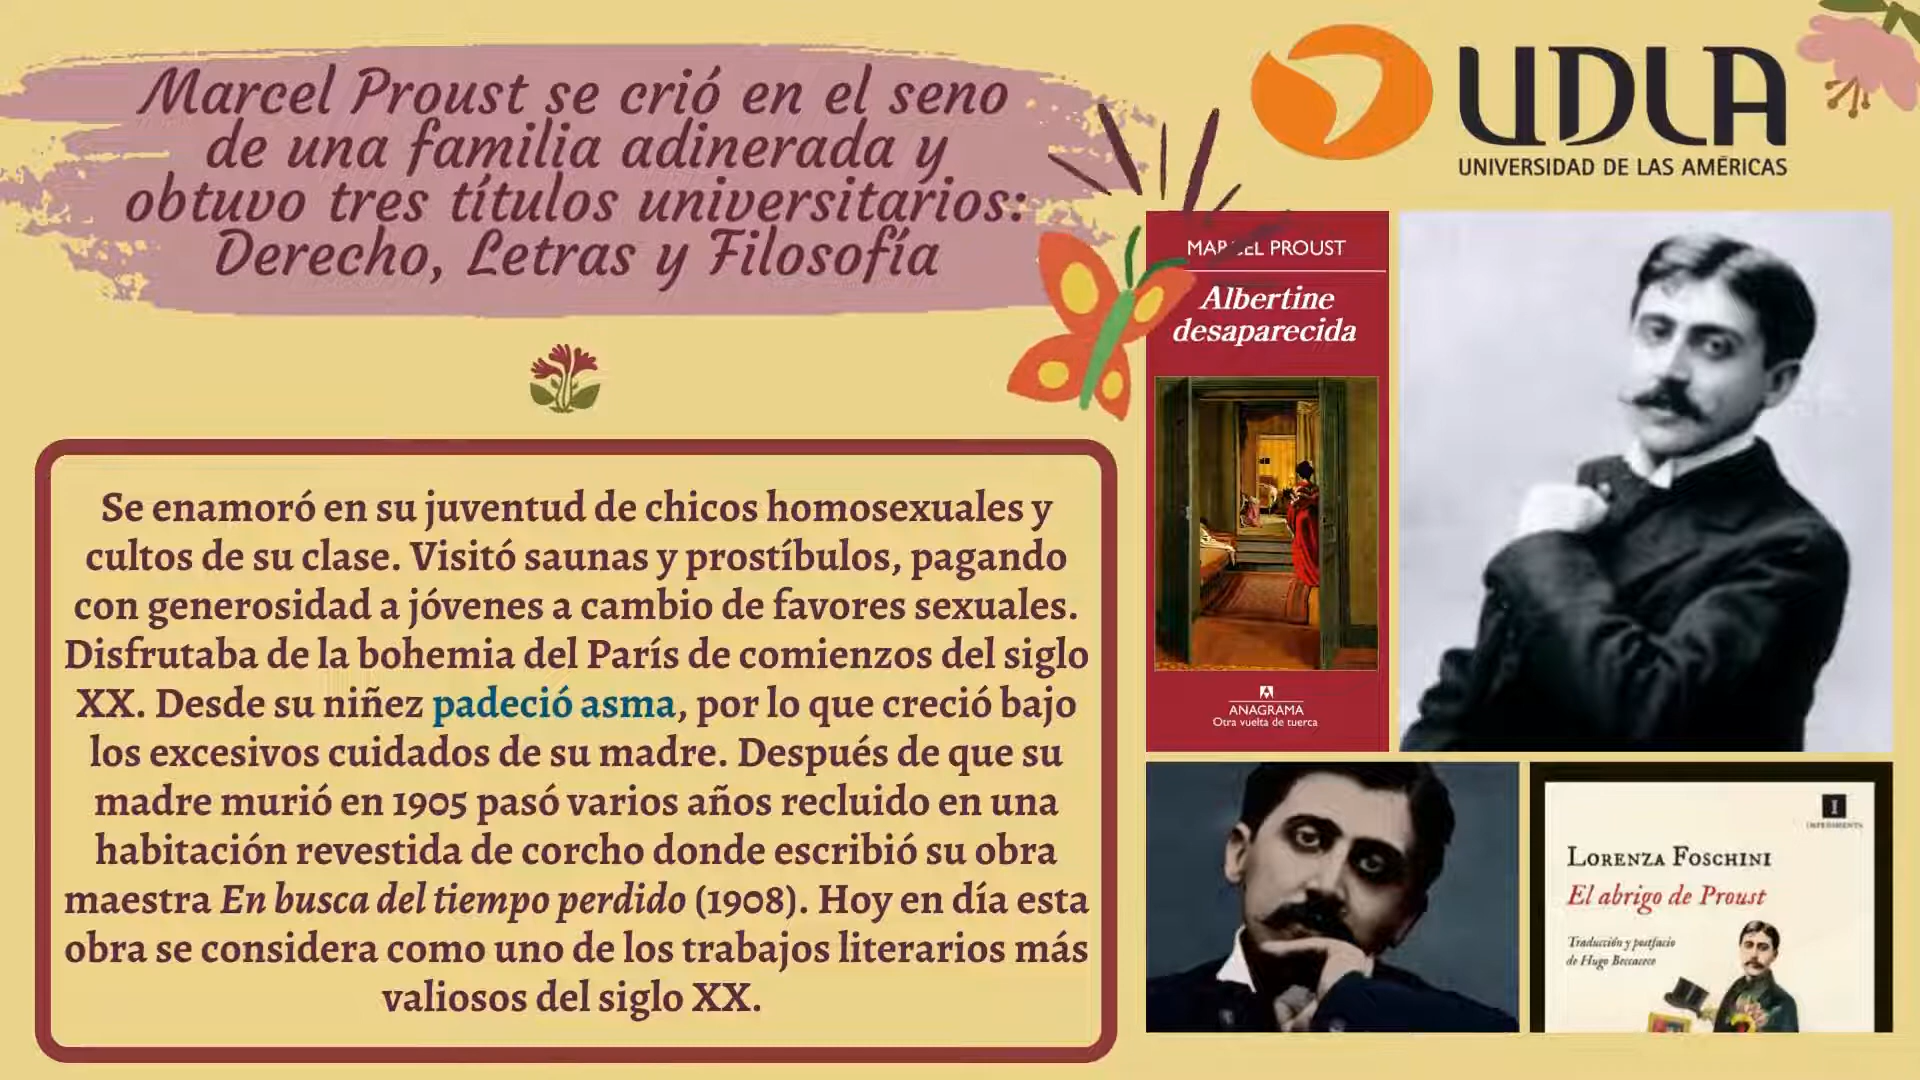 Marcel Proust se crió en el seno
de una familia adinerada y
obtuvo tres títulos universitarios:
Derecho, Letras y Filosofía
UDLA
UNIVERSIDAD DE LAS AMÉRICAS
Se enamoró en su juventud de chicos homosexuales y
cultos de su clase. Visitó saunas y prostíbulos, pagando
con generosidad a jóvenes a cambio de favores sexuales.
Disfrutaba de la bohemia del París de comienzos del siglo
XX. Desde su niñez padeció asma, por lo que creció bajo
los excesivos cuidados de su madre. Después de que su
madre murió en 1905 pasó varios años recluido en una
habitación revestida de corcho donde escribió su obra
maestra En busca del tiempo perdido (1908). Hoy en día esta
obra se considera como uno de los trabajos literarios más
valiosos del siglo XX.
MARCEL PROUST
Albertine
desaparecida
ANAGRAMA
Otra vuelta de tuerca
I
IMPEDIMENTA
LORENZA FOSCHINI
El abrigo de Proust
Traducción y postfacio
de Hugo Beccacece